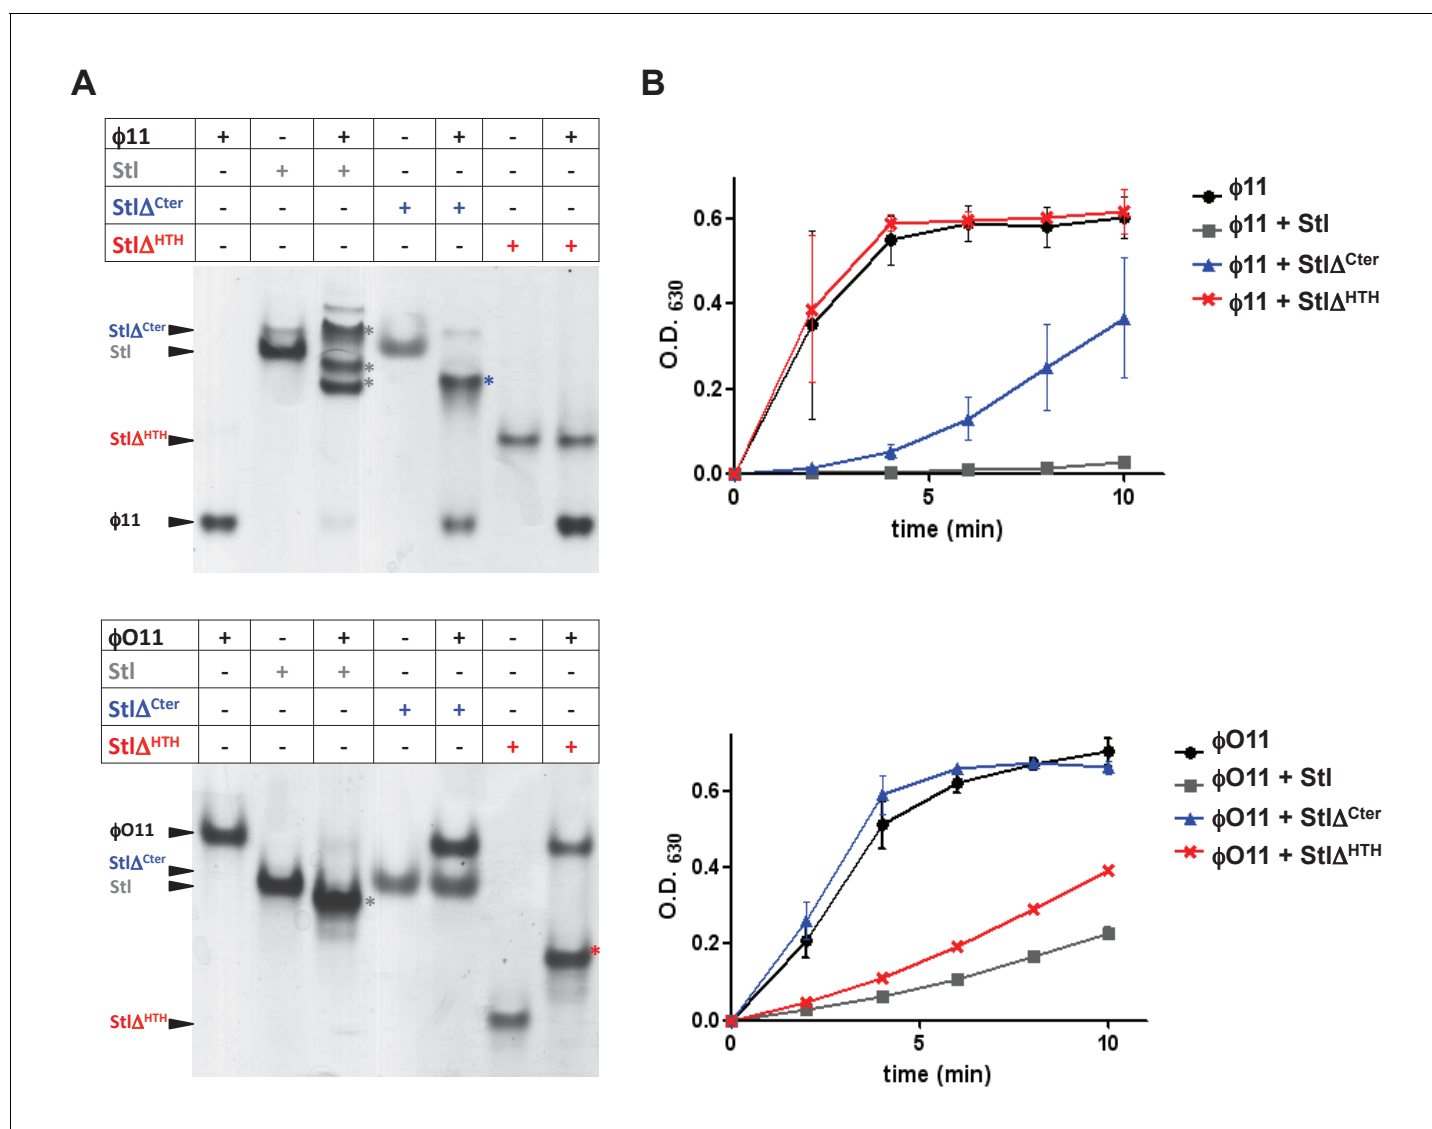 A
ϕ11 + - + - + - +
Stl - + + - - - -
StlΔCter - - - + + - -
StlΔHTH - - - - - + +
StlΔCter
Stl
StlΔHTH
ϕ11
*
*
*
*
ϕO11 + - + - + - +
Stl - + + - - - -
StlΔCter - - - + + - -
StlΔHTH - - - - - + +
ϕO11
StlΔCter
Stl
StlΔHTH
*
*
B
O.D. 630
0.6
0.4
0.2
0.0
0 5 10
time (min)
ϕ11
ϕ11 + Stl
ϕ11 + StlΔCter
ϕ11 + StlΔHTH
O.D. 630
0.6
0.4
0.2
0.0
0 5 10
time (min)
ϕO11
ϕO11 + Stl
ϕO11 + StlΔCter
ϕO11 + StlΔHTH